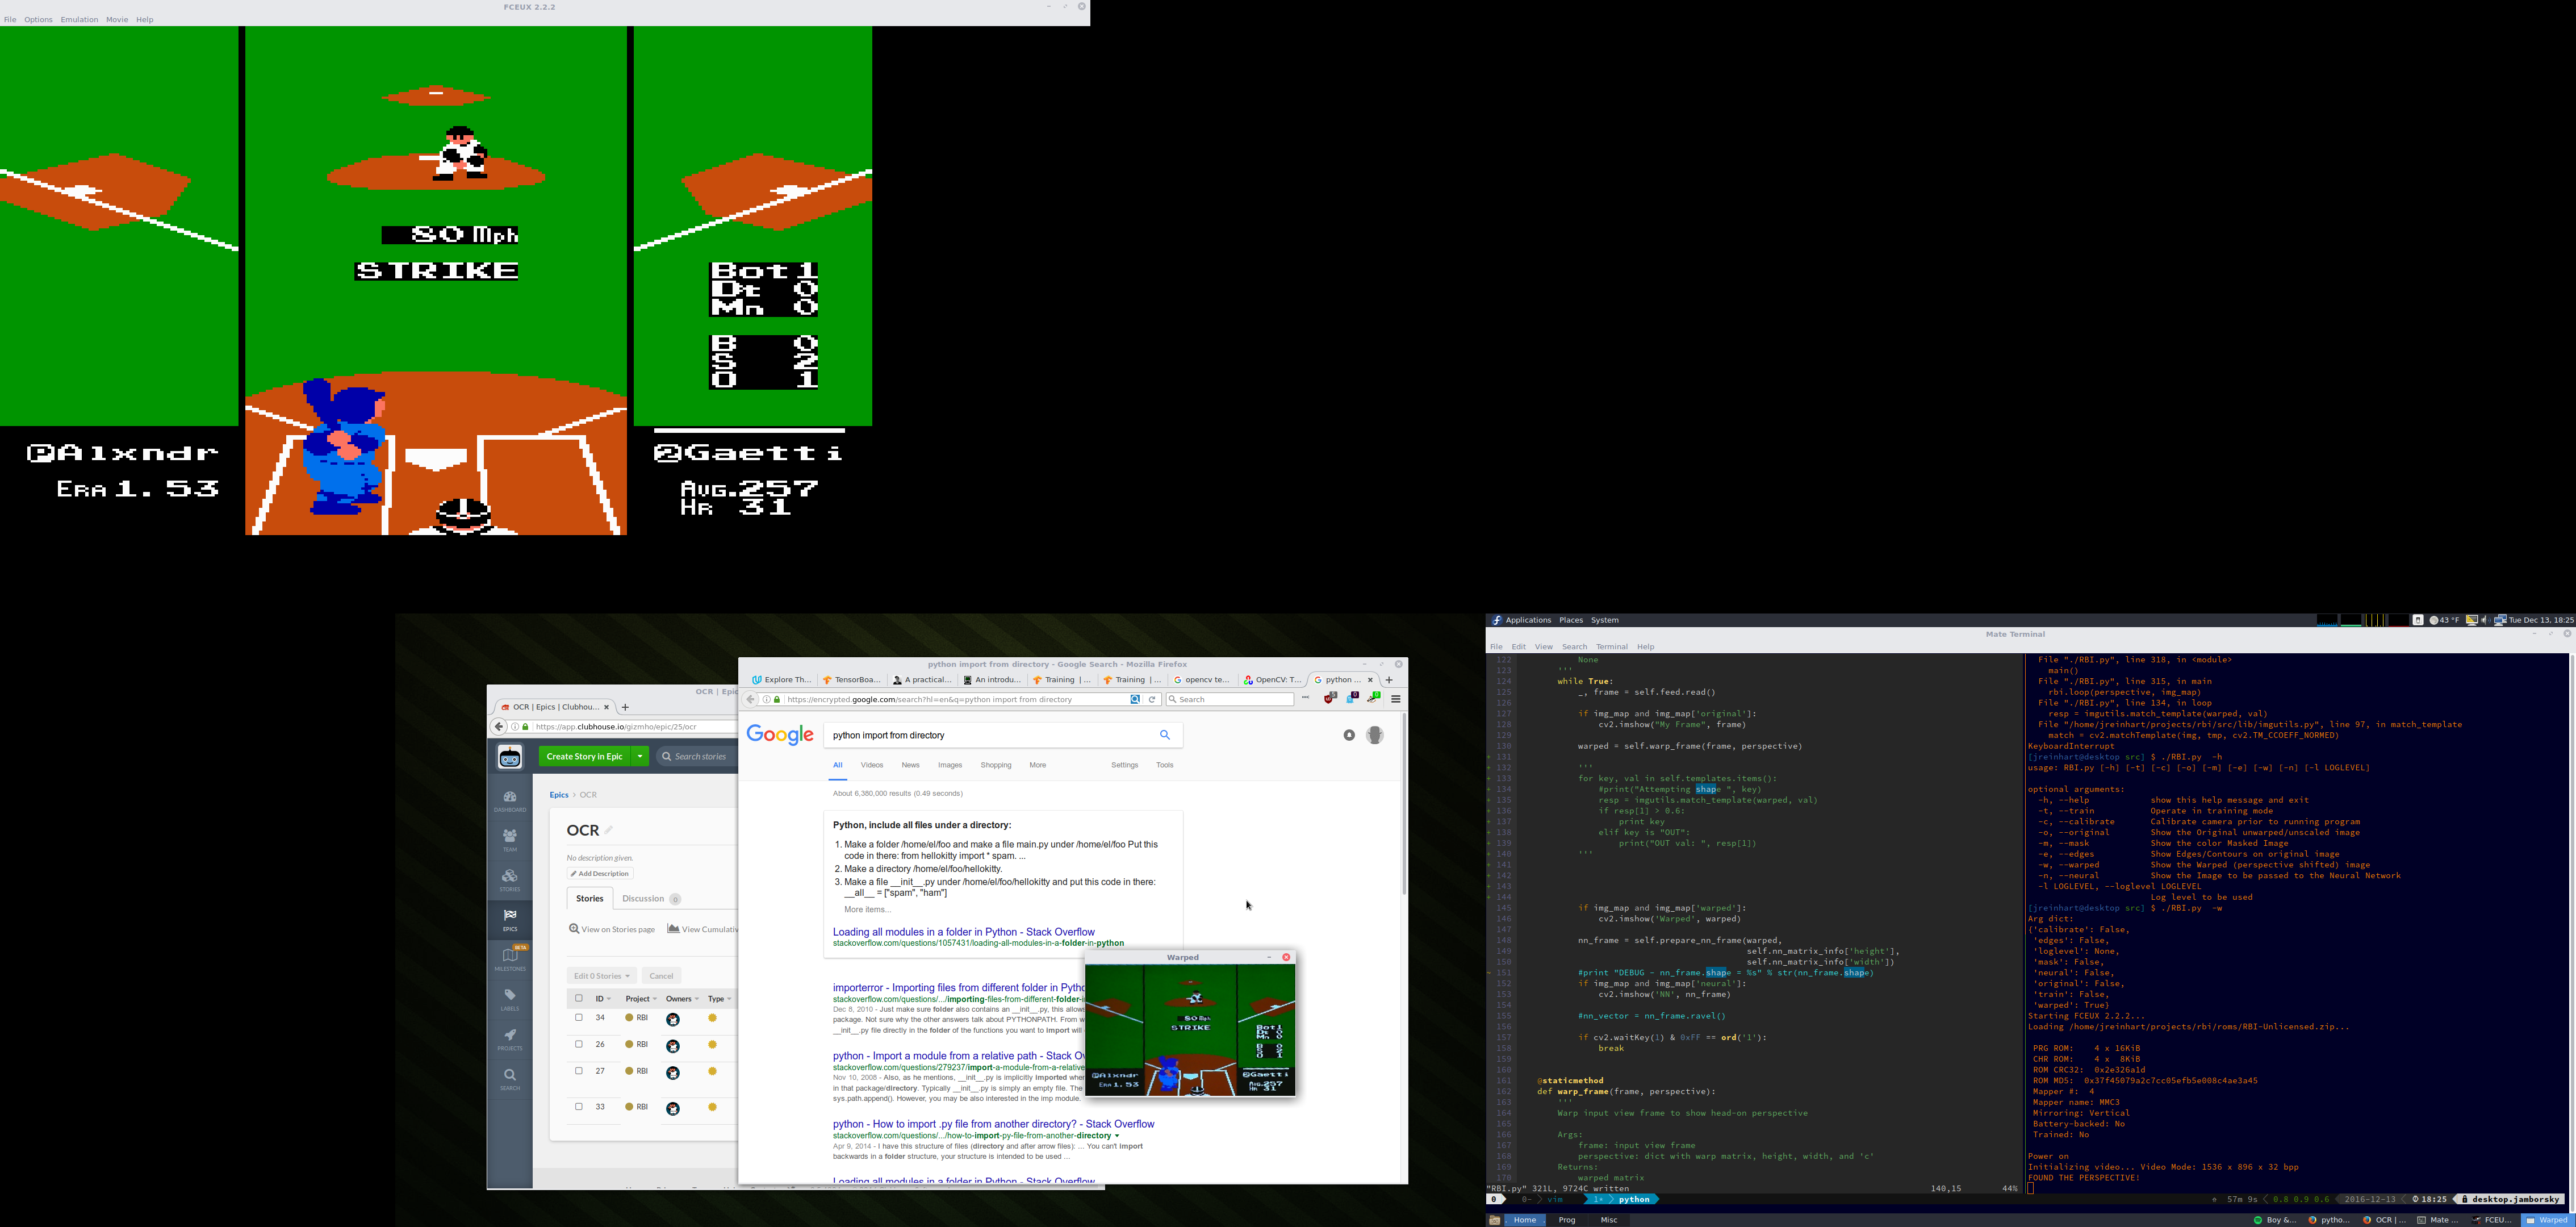 FCEUX 2.2.2
File Options Emulation Movie Help
80 Mph
STRIKE
Bot 1
Dt 0
Mn 0
B 0
S 2
O 1
PAlxndr
ERA 1.53
2Gaetti
AVG.257
HR 31
OCR | Epic
OCR | Epics | Clubhou...
https://app.clubhouse.io/gizmho/epic/25/ocr
Create Story in Epic
Search stories
DASHBOARD
TEAM
STORIES
EPICS
BETA
MILESTONES
LABELS
PROJECTS
SEARCH
Epics > OCR
OCR
No description given.
Add Description
Stories Discussion 0
View on Stories page View Cumulativ
Edit 0 Stories Cancel
ID Project Owners Type
34 RBI
26 RBI
27 RBI
33 RBI
python import from directory - Google Search - Mozilla Firefox
Explore Th... TensorBoa... A practical... An introdu... Training | ... Training | ... opencv te... OpenCV: T... python ...
https://encrypted.google.com/search?hl=en&q=python import from directory
Search
Google
python import from directory
All Videos News Images Shopping More Settings Tools
About 6,380,000 results (0.49 seconds)
Python, include all files under a directory:
1. Make a folder /home/el/foo and make a file main.py under /home/el/foo Put this
code in there: from hellokitty import * spam. ...
2. Make a directory /home/el/foo/hellokitty.
3. Make a file __init__.py under /home/el/foo/hellokitty and put this code in there:
__all__ = ["spam", "ham"]
More items...
Loading all modules in a folder in Python - Stack Overflow
stackoverflow.com/questions/1057431/loading-all-modules-in-a-folder-in-python
importerror - Importing files from different folder in Pytho
stackoverflow.com/questions/.../importing-files-from-different-folder-i
Dec 8, 2010 - Just make sure folder also contains an __init__.py, this allows
package. Not sure why the other answers talk about PYTHONPATH. From w
__init__.py file directly in the folder of the functions you want to import will
python - Import a module from a relative path - Stack Ov
stackoverflow.com/questions/279237/import-a-module-from-a-relative
Nov 10, 2008 - Also, as he mentions, __init__.py is implicitly imported when
in that package/directory. Typically __init__.py is simply an empty file. The
sys.path.append(). However, you may be also interested in the imp module.
python - How to import .py file from another directory? - Stack Overflow
stackoverflow.com/questions/.../how-to-import-py-file-from-another-directory
Apr 9, 2014 - I have this structure of files (directory and after arrow files): ... You can't import
backwards in a folder structure, your structure is intended to be used ...
Loading all modules in a folder in Python - Stack Overflow
Warped
80 Mph
STRIKE
Bot 1
PAlxndr
ERA 1.53
2Gaetti
AVG.257
HR 31
Applications Places System
43 °F Tue Dec 13, 18:25
Mate Terminal
File Edit View Search Terminal Help
122 None
123 '''
124 while True:
125 _, frame = self.feed.read()
126
127 if img_map and img_map['original']:
128 cv2.imshow("My Frame", frame)
129
130 warped = self.warp_frame(frame, perspective)
131
132 '''
133 for key, val in self.templates.items():
134 #print("Attempting shape ", key)
135 resp = imgutils.match_template(warped, val)
136 if resp[1] > 0.6:
137 print key
138 elif key is "OUT":
139 print("OUT val: ", resp[1])
140 '''
141
142
143
144
145 if img_map and img_map['warped']:
146 cv2.imshow('Warped', warped)
147
148 nn_frame = self.prepare_nn_frame(warped,
149 self.nn_matrix_info['height'],
150 self.nn_matrix_info['width'])
151 #print "DEBUG - nn_frame.shape = %s" % str(nn_frame.shape)
152 if img_map and img_map['neural']:
153 cv2.imshow('NN', nn_frame)
154
155 #nn_vector = nn_frame.ravel()
156
157 if cv2.waitKey(1) & 0xFF == ord('1'):
158 break
159
160
161 @staticmethod
162 def warp_frame(frame, perspective):
163 '''
164 Warp input view frame to show head-on perspective
165
166 Args:
167 frame: input view frame
168 perspective: dict with warp matrix, height, width, and 'c'
169 Returns:
170 warped matrix
"RBI.py" 321L, 9724C written 140,15 44%
File "./RBI.py", line 318, in <module>
main()
File "./RBI.py", line 315, in main
rbi.loop(perspective, img_map)
File "./RBI.py", line 134, in loop
resp = imgutils.match_template(warped, val)
File "/home/jreinhart/projects/rbi/src/lib/imgutils.py", line 97, in match_template
match = cv2.matchTemplate(img, tmp, cv2.TM_CCOEFF_NORMED)
KeyboardInterrupt
[jreinhart@desktop src] $ ./RBI.py -h
usage: RBI.py [-h] [-t] [-c] [-o] [-m] [-e] [-w] [-n] [-l LOGLEVEL]
optional arguments:
-h, --help show this help message and exit
-t, --train Operate in training mode
-c, --calibrate Calibrate camera prior to running program
-o, --original Show the Original unwarped/unscaled image
-m, --mask Show the color Masked Image
-e, --edges Show Edges/Contours on original image
-w, --warped Show the Warped (perspective shifted) image
-n, --neural Show the Image to be passed to the Neural Network
-l LOGLEVEL, --loglevel LOGLEVEL
Log level to be used
[jreinhart@desktop src] $ ./RBI.py -w
Arg dict:
{'calibrate': False,
'edges': False,
'loglevel': None,
'mask': False,
'neural': False,
'original': False,
'train': False,
'warped': True}
Starting FCEUX 2.2.2...
Loading /home/jreinhart/projects/rbi/roms/RBI-Unlicensed.zip...
PRG ROM: 4 x 16KiB
CHR ROM: 4 x 8KiB
ROM CRC32: 0x2e326a1d
ROM MD5: 0x37f45079a2c7cc05efb5e008c4ae3a45
Mapper #: 4
Mapper name: MMC3
Mirroring: Vertical
Battery-backed: No
Trained: No
Power on
Initializing video... Video Mode: 1536 x 896 x 32 bpp
FOUND THE PERSPECTIVE!
0 0- vim 1* python 57m 9s 0.8 0.9 0.6 2016-12-13 18:25 desktop.jamborsky
Home Prog Misc Boy &... pytho... OCR | ... Mate ... FCEU... Warped